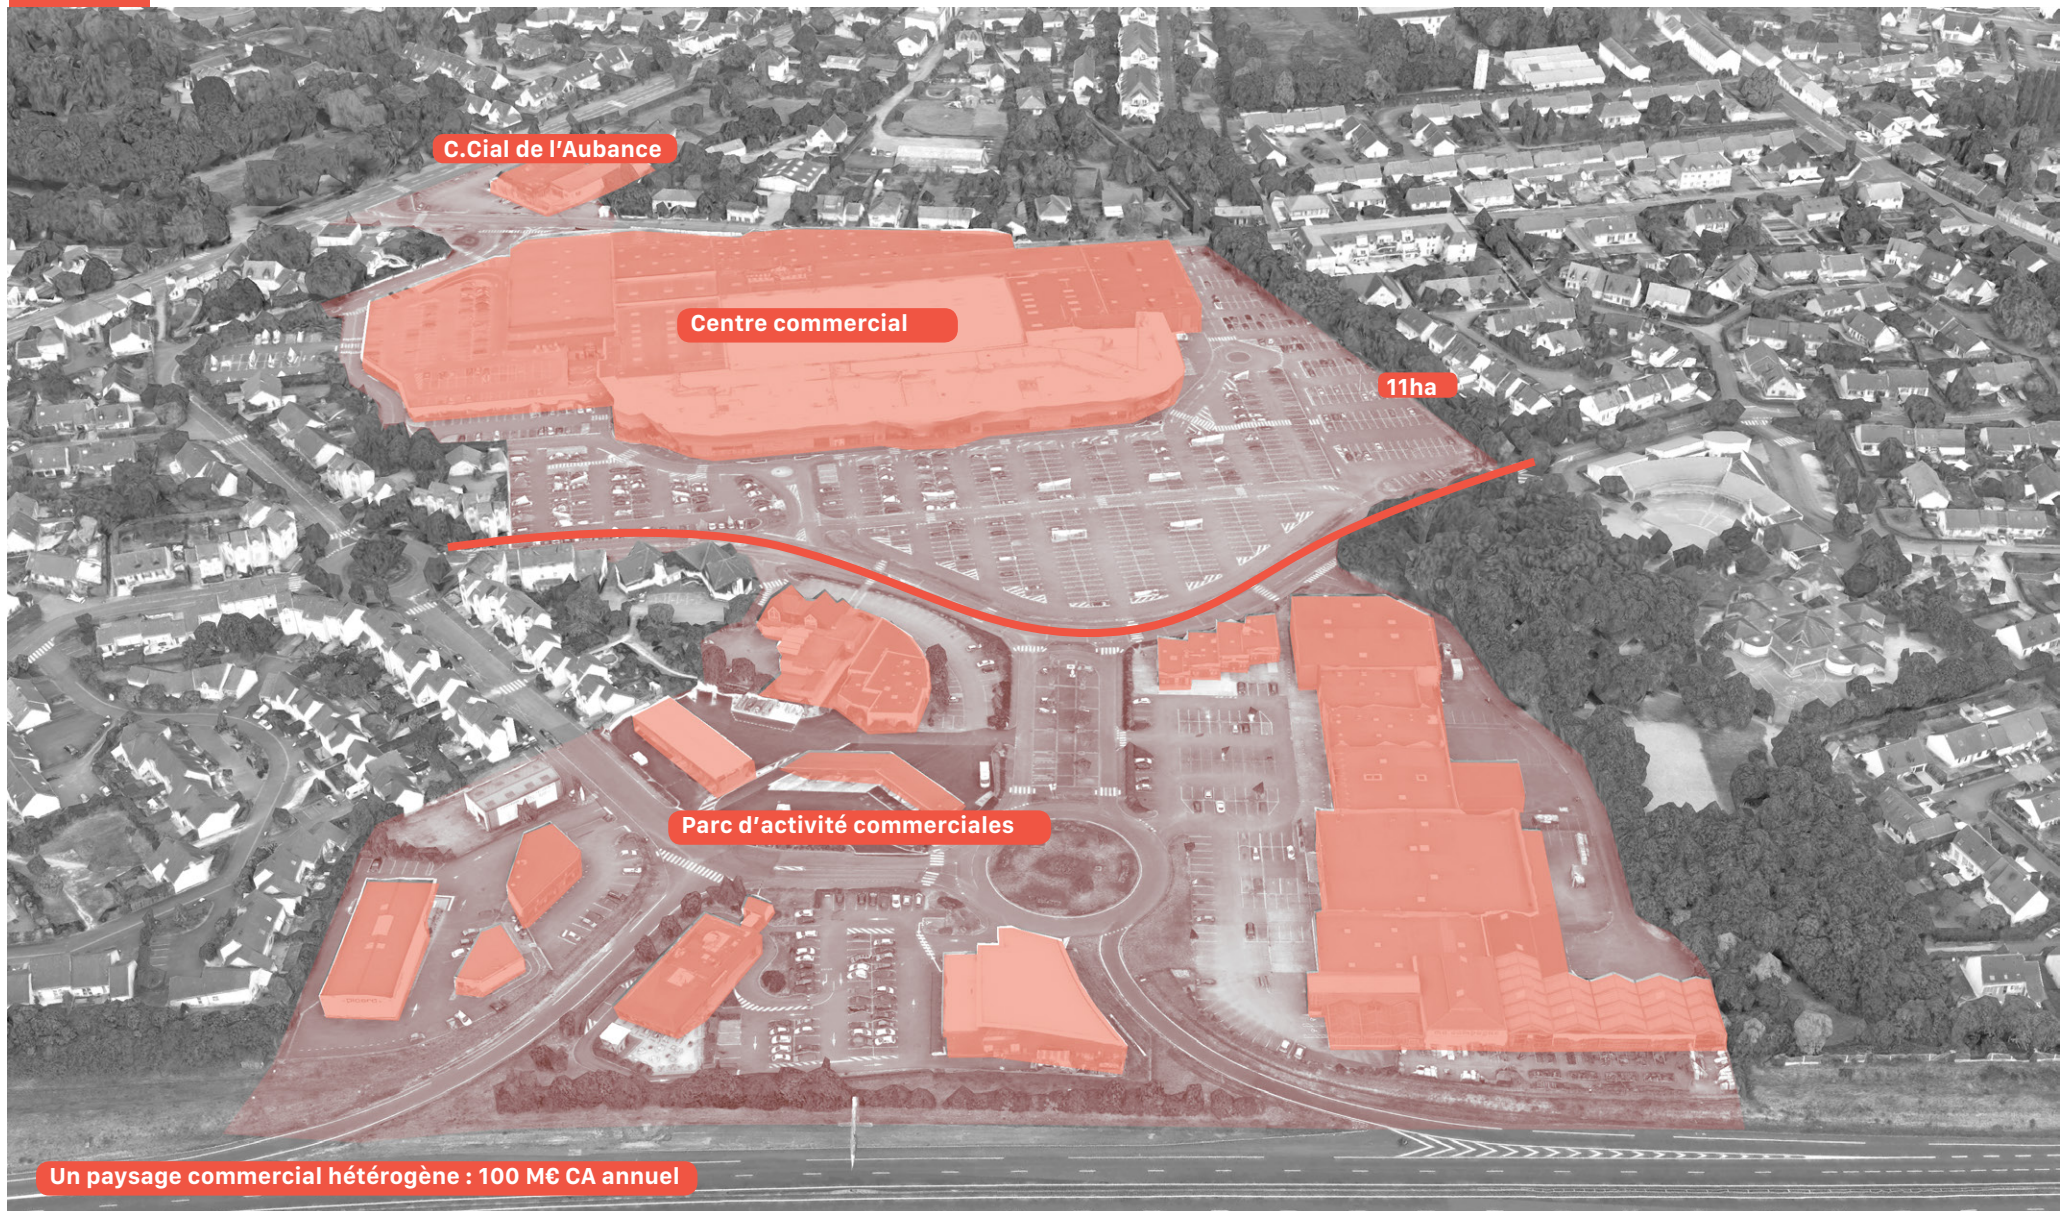 C.Cial de l’Aubance
Centre commercial
11ha
Parc d’activité commerciales
Un paysage commercial hétérogène : 100 M€ CA annuel